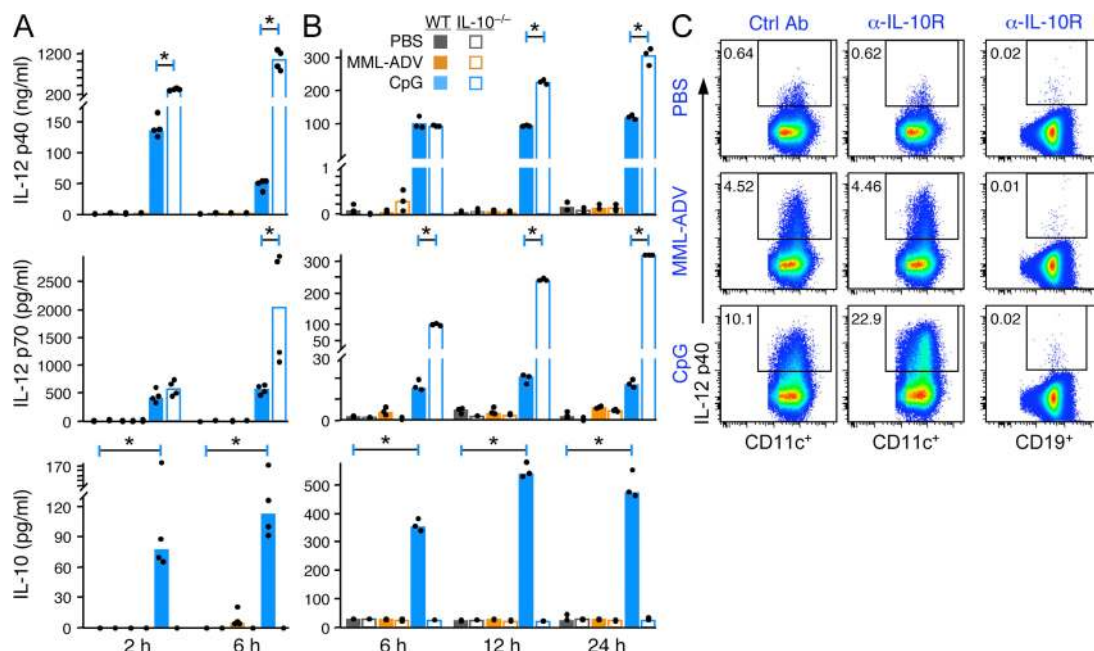 A
IL-12 p40 (ng/ml)
1200
200
150
100
50
0
*
*
IL-12 p70 (pg/ml)
2500
2000
1500
1000
500
0
*
IL-10 (pg/ml)
170
120
90
60
30
0
*
*
2 h
6 h
B
WT IL-10⁻/⁻
PBS
MML-ADV
CpG
300
200
100
1
0
*
*
300
200
100
50
30
0
*
*
*
500
400
300
200
100
0
*
*
*
6 h
12 h
24 h
C
Ctrl Ab
α-IL-10R
α-IL-10R
PBS
0.64
0.62
0.02
MML-ADV
4.52
4.46
0.01
CpG
10.1
22.9
0.02
IL-12 p40
CD11c⁺
CD11c⁺
CD19⁺